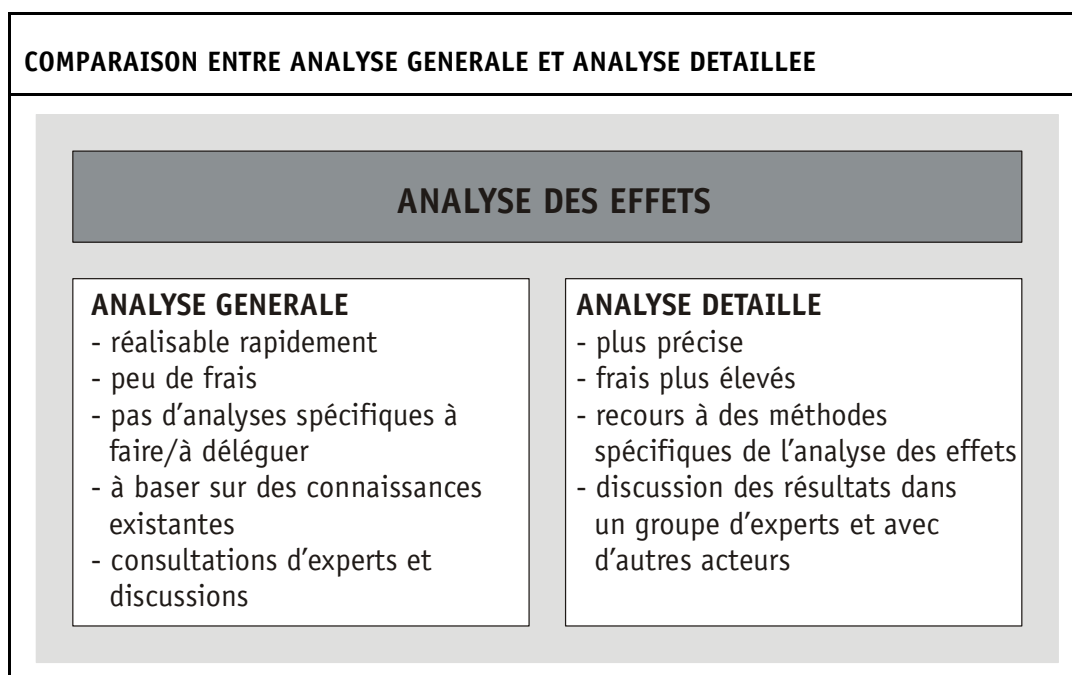 COMPARAISON ENTRE ANALYSE GENERALE ET ANALYSE DETAILLEE
ANALYSE DES EFFETS
ANALYSE GENERALE
- réalisable rapidement
- peu de frais
- pas d’analyses spécifiques à
faire/à déléguer
- à baser sur des connaissances
existantes
- consultations d’experts et
discussions
ANALYSE DETAILLE
- plus précise
- frais plus élevés
- recours à des méthodes
spécifiques de l’analyse des effets
- discussion des résultats dans
un groupe d’experts et avec
d’autres acteurs